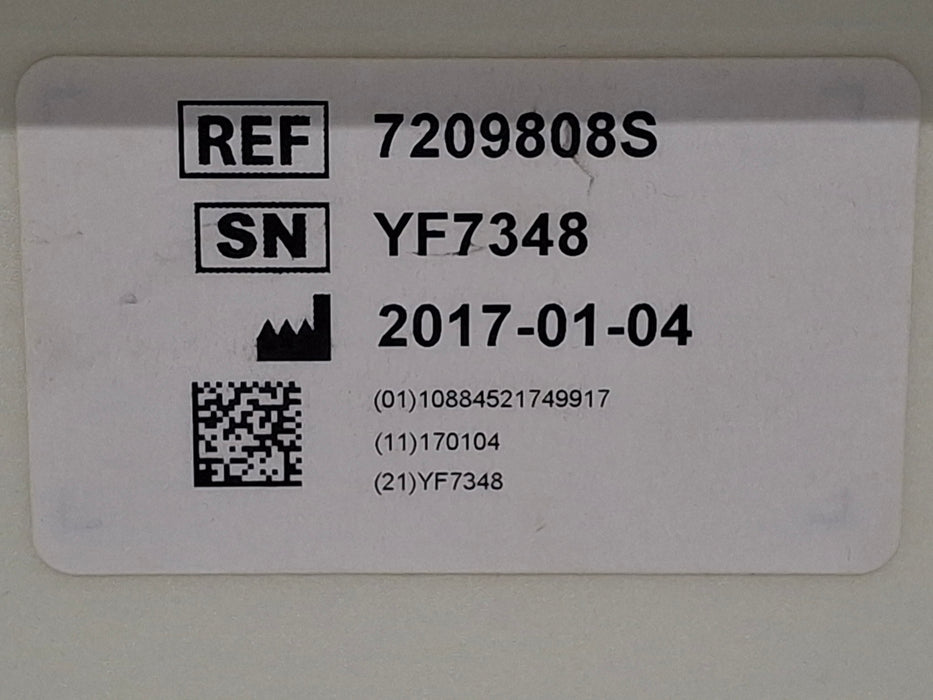 REF 7209808S
SN YF7348
2017-01-04
(01)10884521749917
(11)170104
(21)YF7348